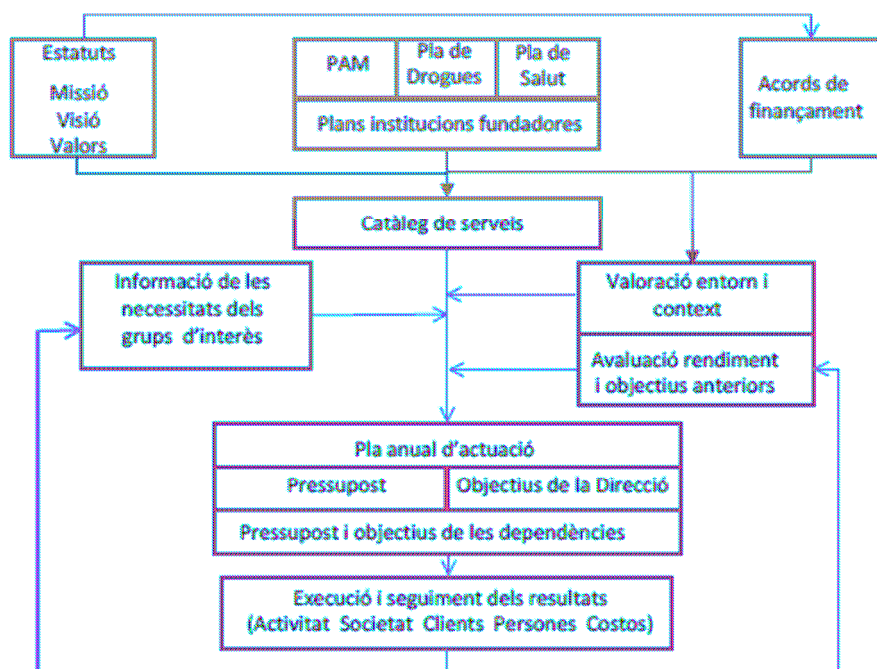 Estatuts
Missió
Visió
Valors
PAM
Pla de
Drogues
Pla de
Salut
Plans institucions fundadores
Acords de
finançament
Catàleg de serveis
Informació de les
necessitats dels
grups d'interès
Valoració entorn i
context
Avaluació rendiment
i objectius anteriors
Pla anual d'actuació
Pressupost
Objectius de la Direcció
Pressupost i objectius de les dependències
Execució i seguiment dels resultats
(Activitat Societat Clients Persones Costos)